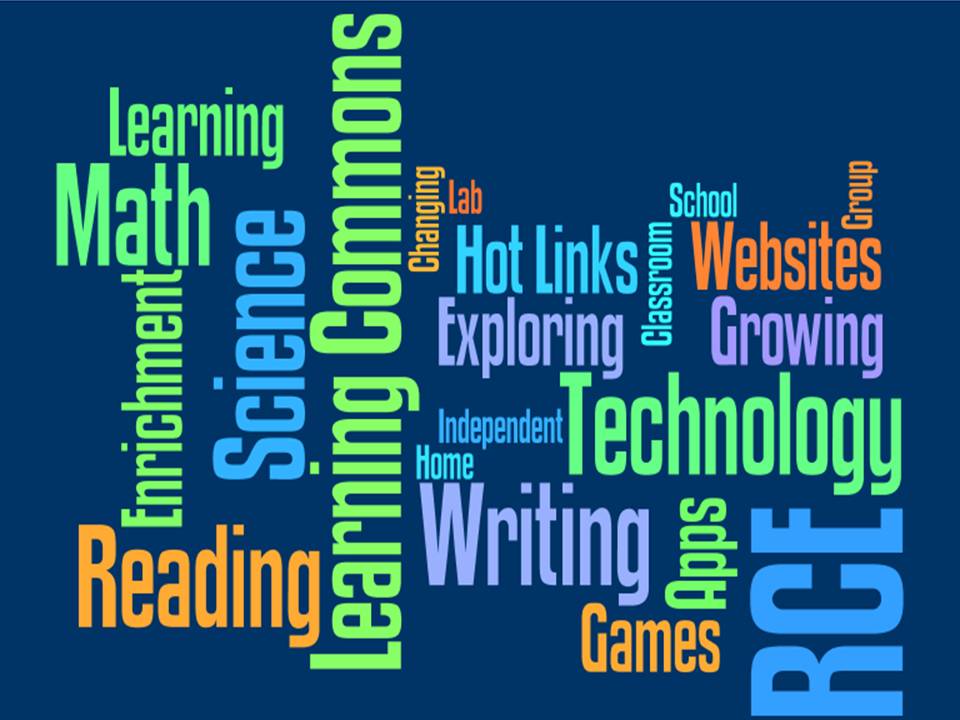 Learning
Math
Enrichment
Science
Reading
Learning Commons
Changing
Lab
Hot Links
Exploring
Classroom
School
Websites
Group
Growing
Independent
Technology
Home
Writing
Apps
Games
RCE